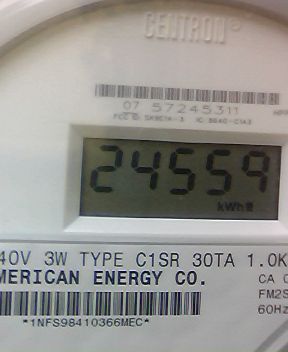 CENTRON®
07 57245311
24559
kWh
40V 3W TYPE C1SR 30TA 1.0K
MERICAN ENERGY CO.
CA 0
FM2S
60Hz
*1NFS98410366MEC*